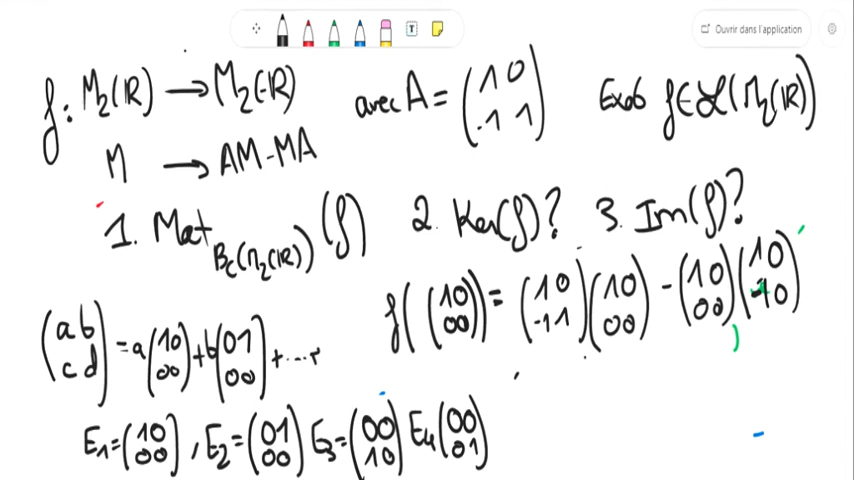 T
Ouvrir dans l'application
f : M₂(ℝ) → M₂(ℝ) avec A = (1 0 / -1 1) Exo6 f∈ℒ(M₂(ℝ))
M → AM-MA
1. Mat_{B_c(M₂(ℝ))} (f) 2. Ker(f)? 3. Im(f)?
f((1 0 / 0 0)) = (1 0 / -1 1)(1 0 / 0 0) - (1 0 / 0 0)(1 0 / -1 0)
(a b / c d) = a(1 0 / 0 0) + b(0 1 / 0 0) + ....
E₁=(1 0 / 0 0), E₂=(0 1 / 0 0) E₃=(0 0 / 1 0) E₄(0 0 / 0 1)